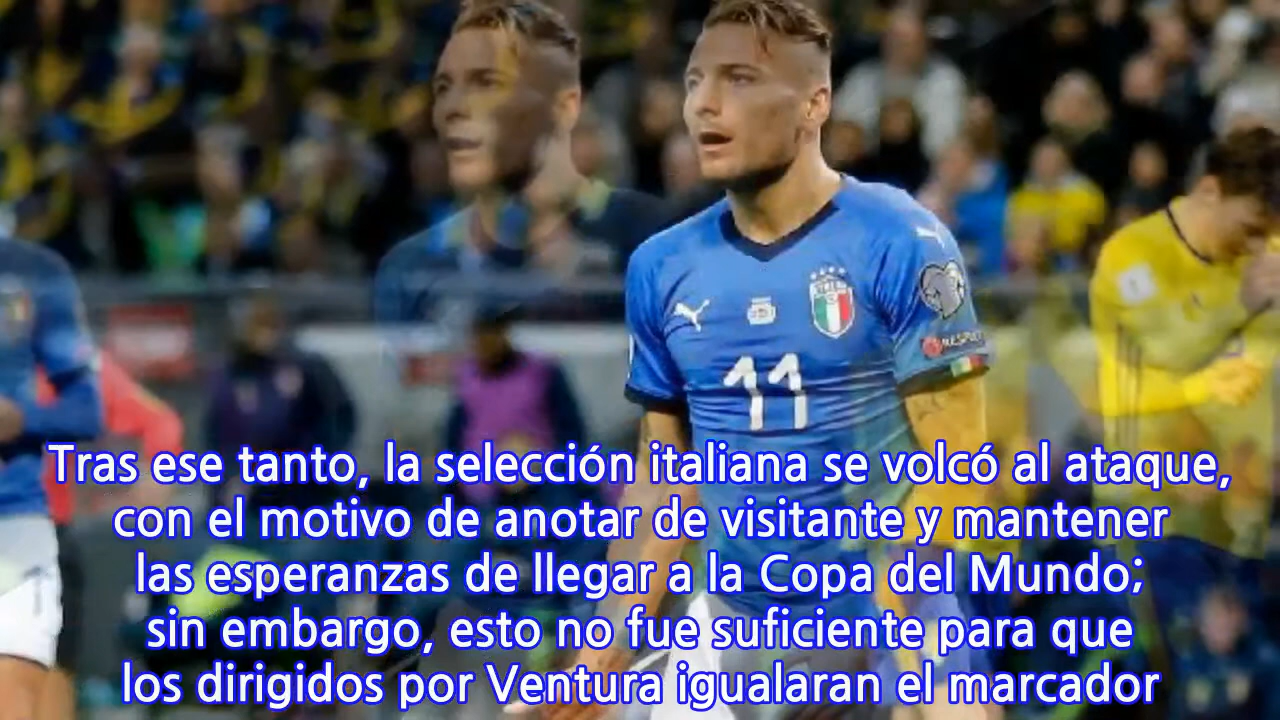 11
RESPECT
Tras ese tanto, la selección italiana se volcó al ataque,
con el motivo de anotar de visitante y mantener
las esperanzas de llegar a la Copa del Mundo;
sin embargo, esto no fue suficiente para que
los dirigidos por Ventura igualaran el marcador